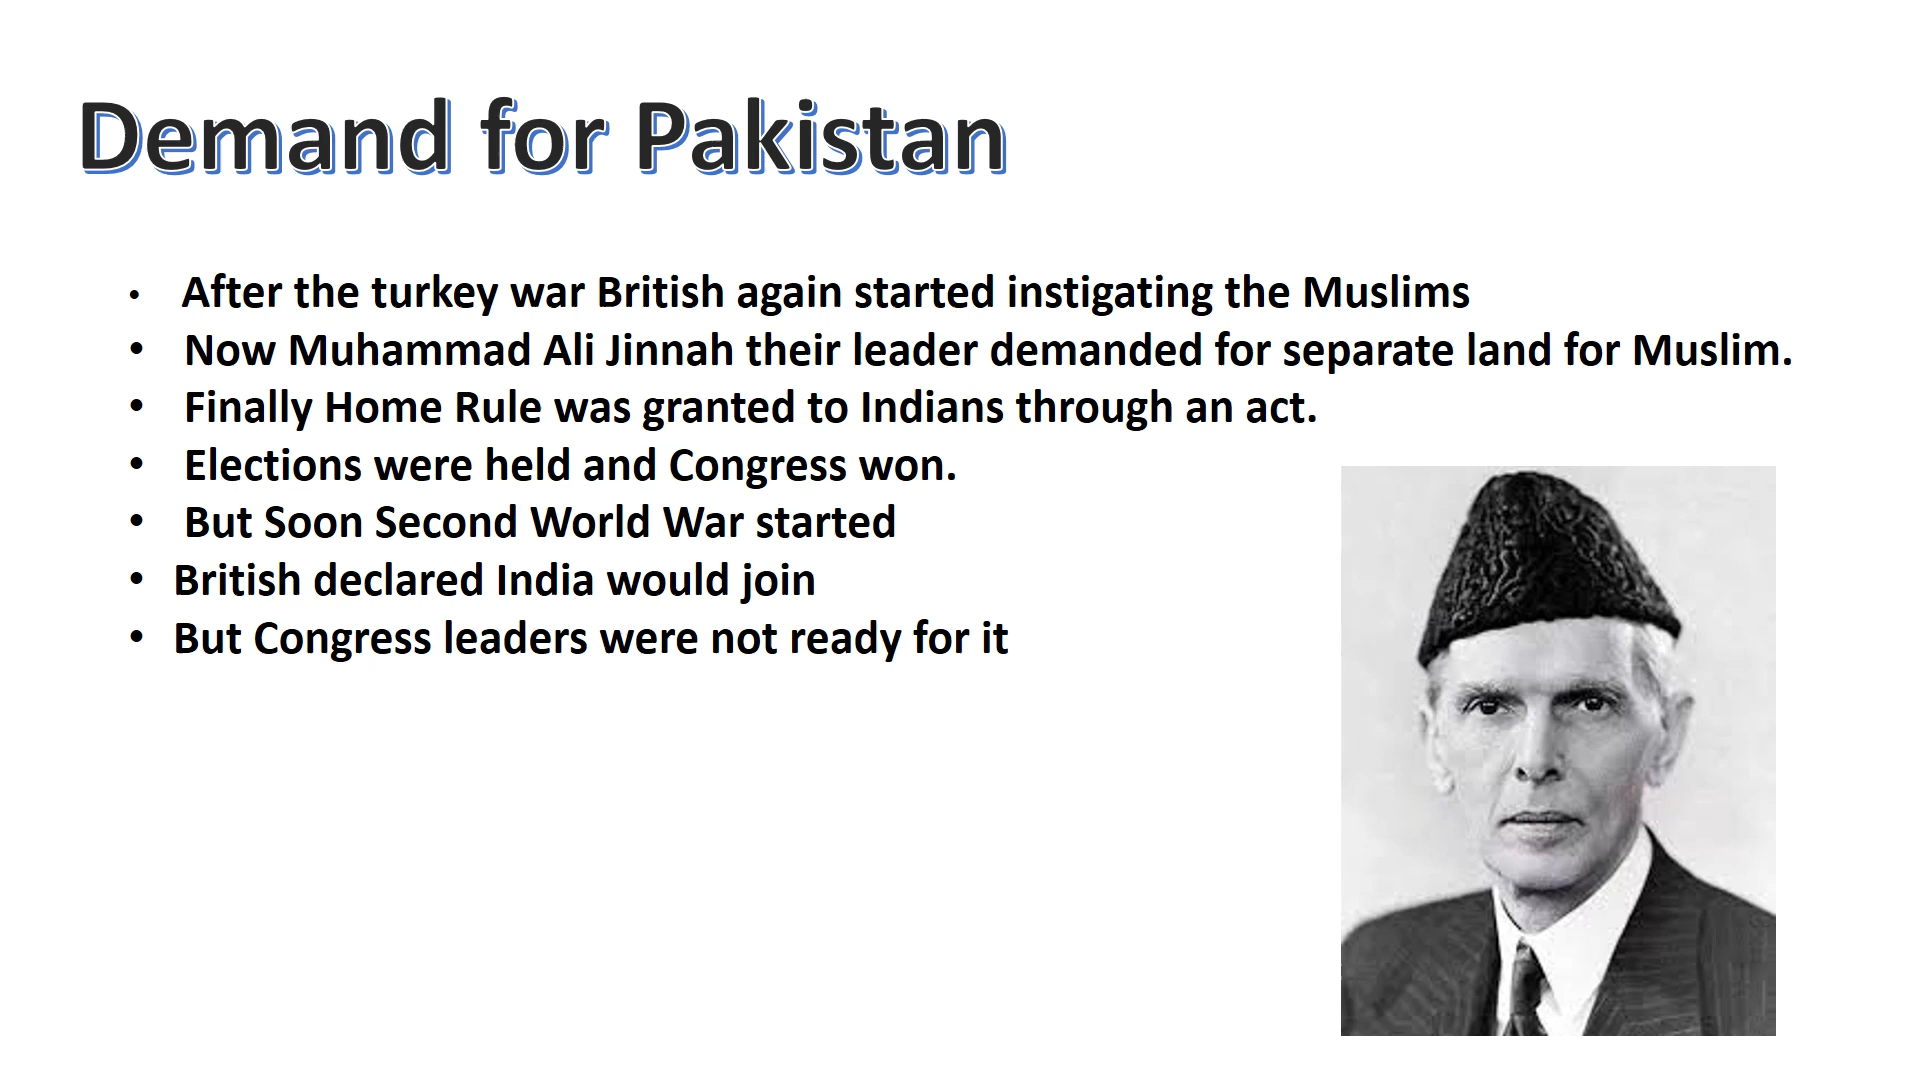 Demand for Pakistan
• After the turkey war British again started instigating the Muslims
• Now Muhammad Ali Jinnah their leader demanded for separate land for Muslim.
• Finally Home Rule was granted to Indians through an act.
• Elections were held and Congress won.
• But Soon Second World War started
• British declared India would join
• But Congress leaders were not ready for it